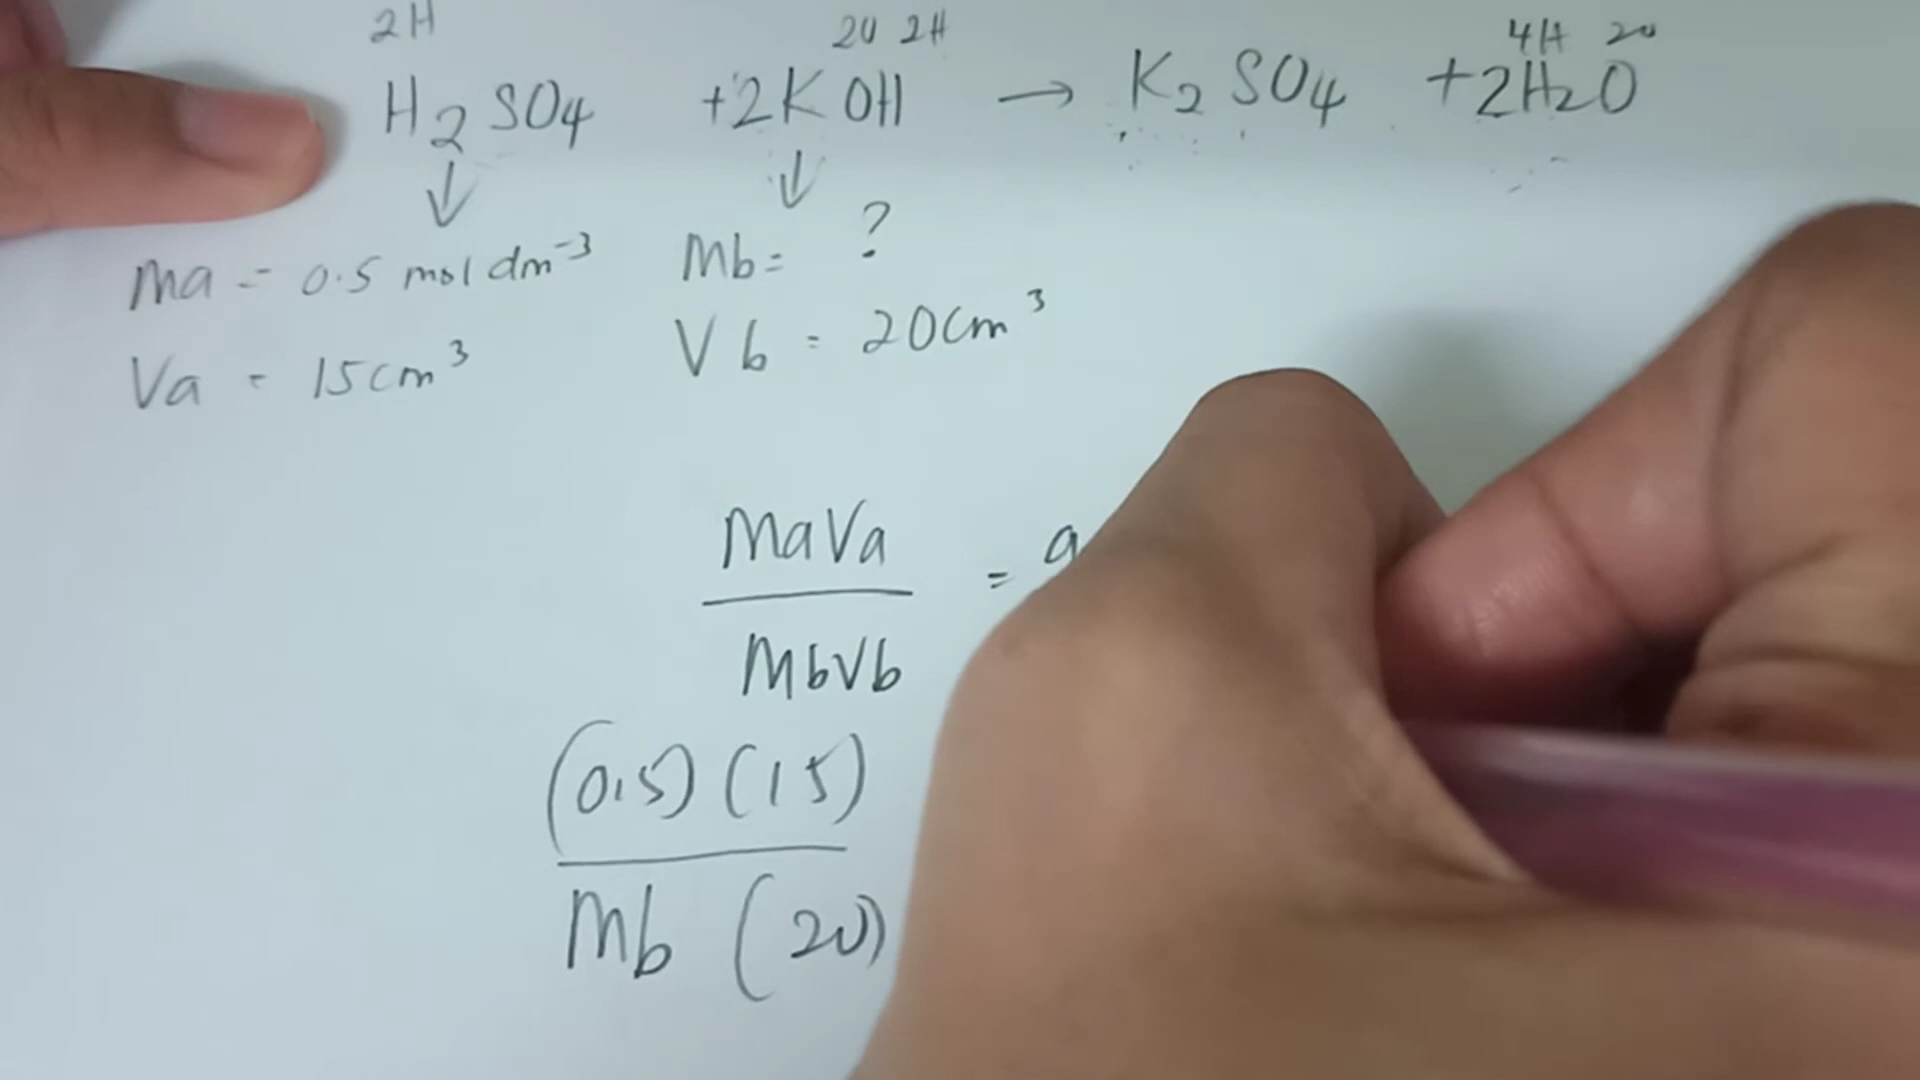 2H 2O 2H 4H 2O
H2SO4 +2KOH → K2SO4 +2H2O
↓ ↓
Ma = 0.5 mol dm⁻³ Mb = ?
Va = 15cm³ Vb = 20cm³
MaVa = a
MbVb
(0.5) (15)
Mb (20)